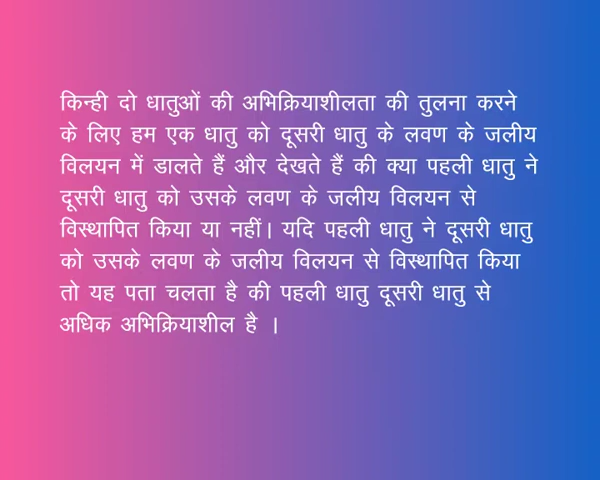 किन्ही दो धातुओं की अभिक्रियाशीलता की तुलना करने
के लिए हम एक धातु को दूसरी धातु के लवण के जलीय
विलयन में डालते हैं और देखते हैं की क्या पहली धातु ने
दूसरी धातु को उसके लवण के जलीय विलयन से
विस्थापित किया या नहीं। यदि पहली धातु ने दूसरी धातु
को उसके लवण के जलीय विलयन से विस्थापित किया
तो यह पता चलता है की पहली धातु दूसरी धातु से
अधिक अभिक्रियाशील है ।